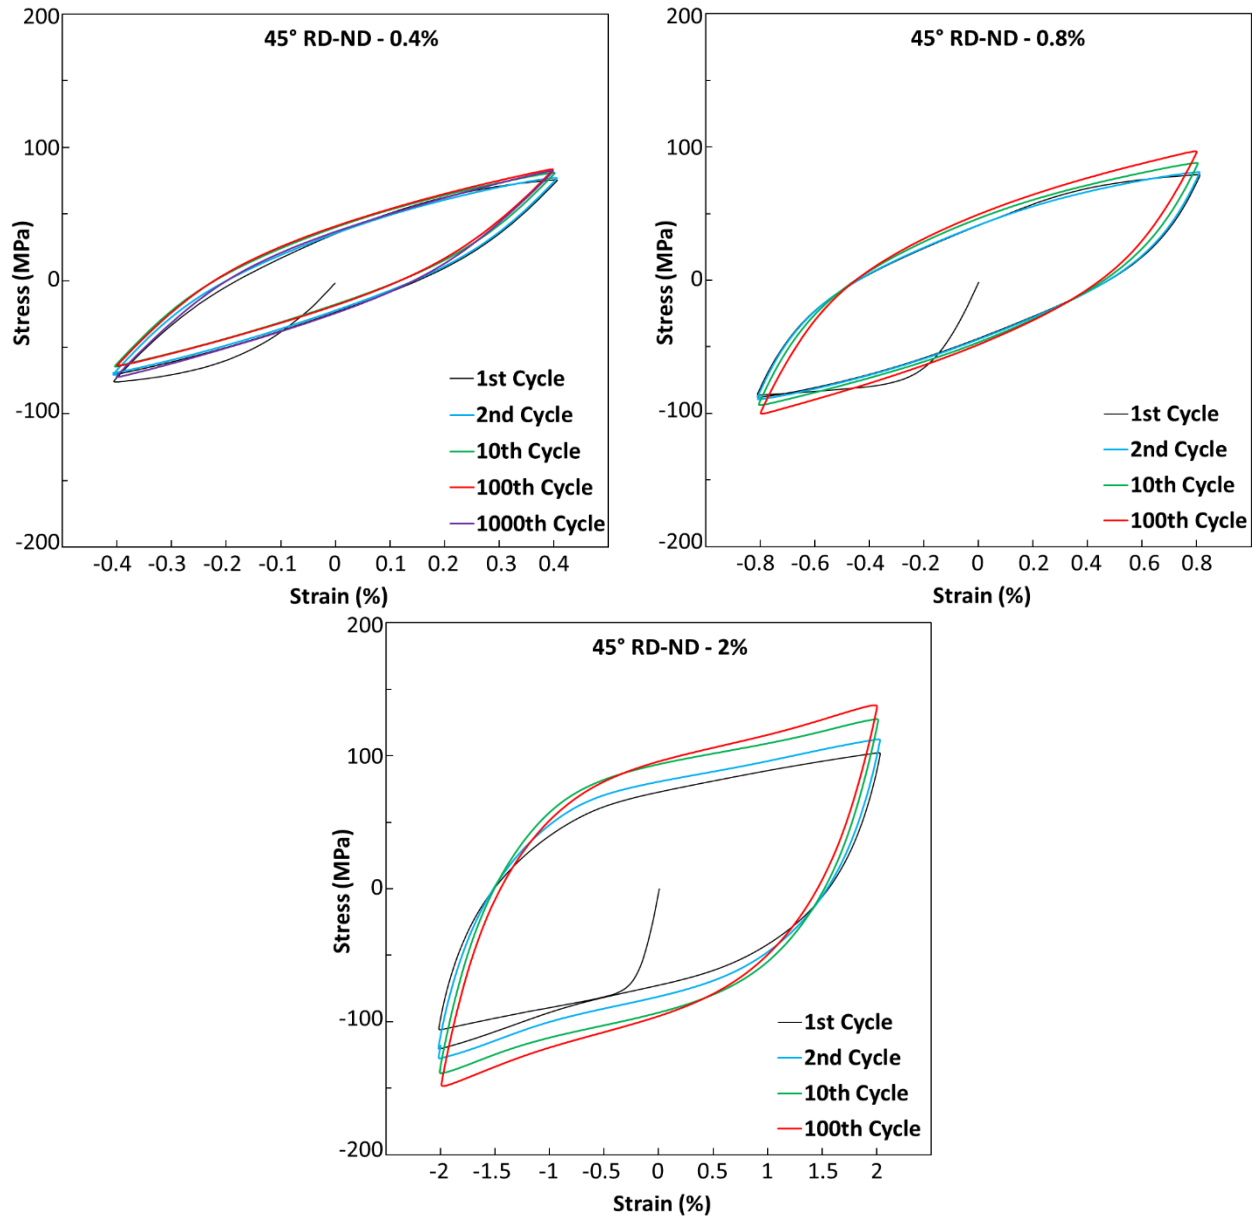 45° RD-ND - 0.4%
200
100
0
-100
-200
Stress (MPa)
-0.4 -0.3 -0.2 -0.1 0 0.1 0.2 0.3 0.4
Strain (%)
1st Cycle
2nd Cycle
10th Cycle
100th Cycle
1000th Cycle
45° RD-ND - 0.8%
200
100
0
-100
-200
Stress (MPa)
-0.8 -0.6 -0.4 -0.2 0 0.2 0.4 0.6 0.8
Strain (%)
1st Cycle
2nd Cycle
10th Cycle
100th Cycle
45° RD-ND - 2%
200
100
0
-100
-200
Stress (MPa)
-2 -1.5 -1 -0.5 0 0.5 1 1.5 2
Strain (%)
1st Cycle
2nd Cycle
10th Cycle
100th Cycle